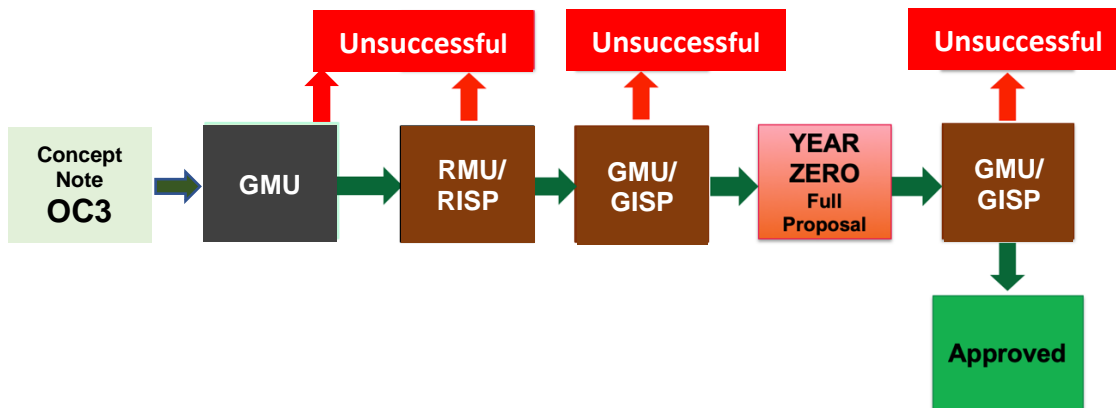 Unsuccessful
Unsuccessful
Unsuccessful
Concept
Note
OC3
GMU
RMU/
RISP
GMU/
GISP
YEAR
ZERO
Full
Proposal
GMU/
GISP
Approved